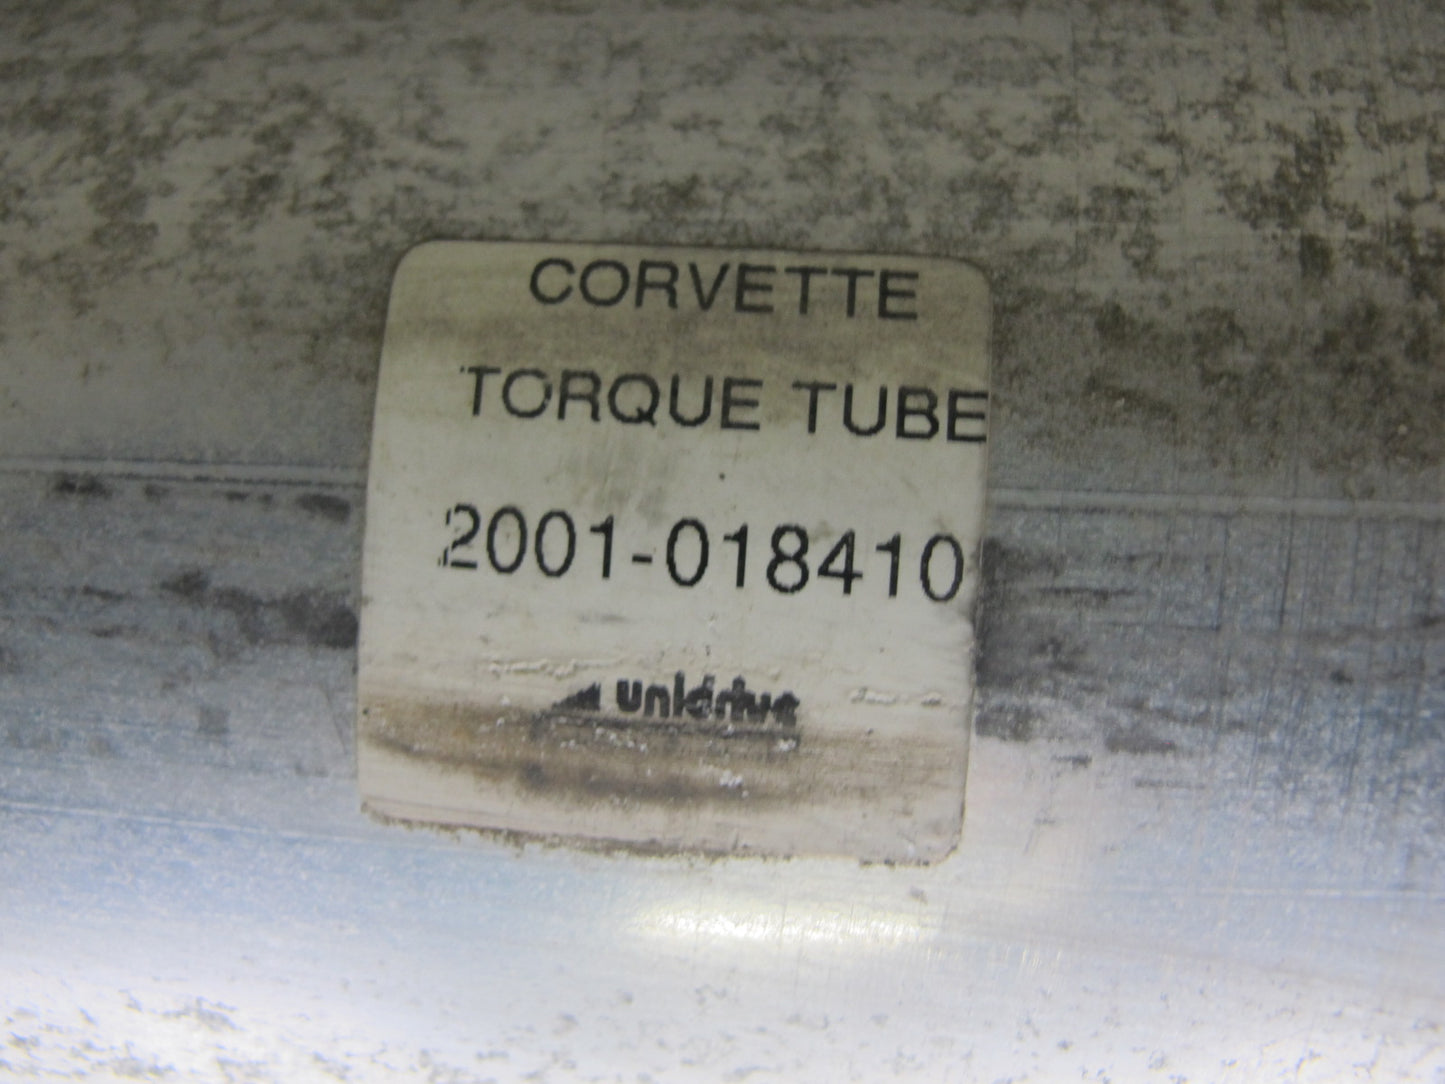 CORVETTE
TORQUE TUBE
2001-018410
unidrive